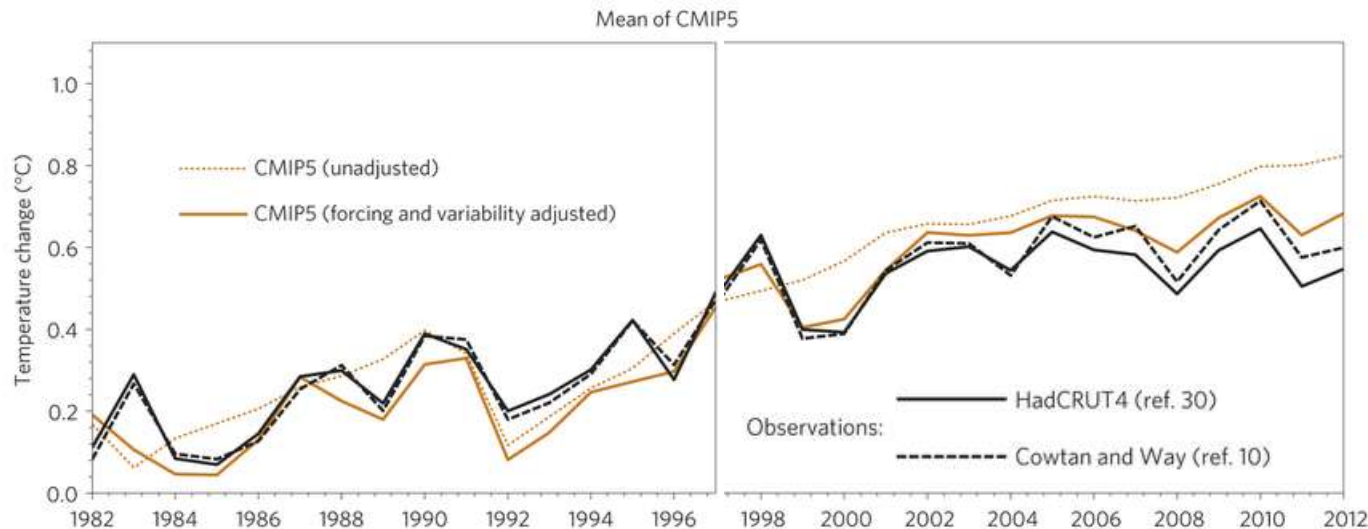 Mean of CMIP5
1.0
0.8
0.6
0.4
0.2
0.0
Temperature change (°C)
CMIP5 (unadjusted)
CMIP5 (forcing and variability adjusted)
HadCRUT4 (ref. 30)
Observations:
Cowtan and Way (ref. 10)
1982 1984 1986 1988 1990 1992 1994 1996 1998 2000 2002 2004 2006 2008 2010 2012